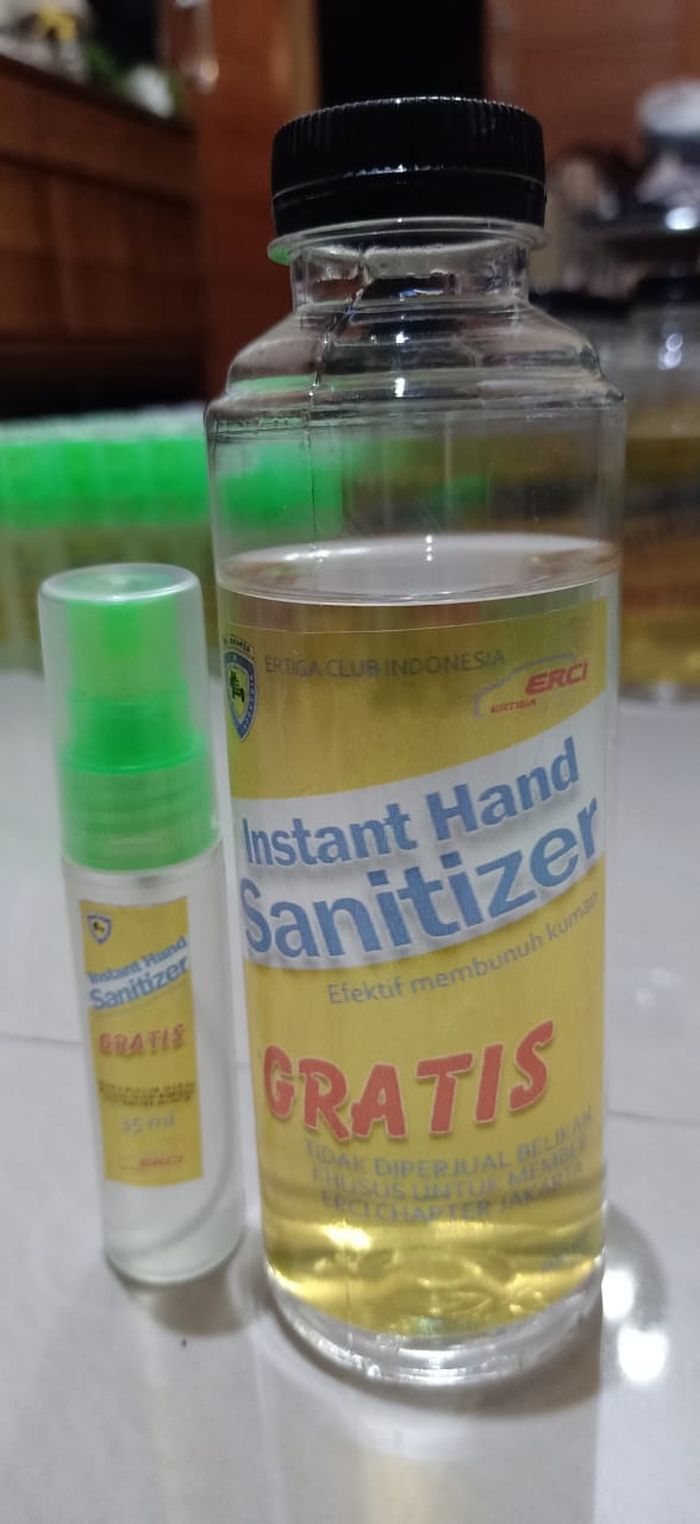 ERTIGA CLUB INDONESIA
ERCI
ERTIGA
Instant Hand
Sanitizer
Efektif membunuh kuman
GRATIS
TIDAK DIPERJUAL BELIKAN
KHUSUS UNTUK MEMBER
ERCI CHAPTER JAKARTA
Instant Hand
Sanitizer
GRATIS
35 ml
ERCI